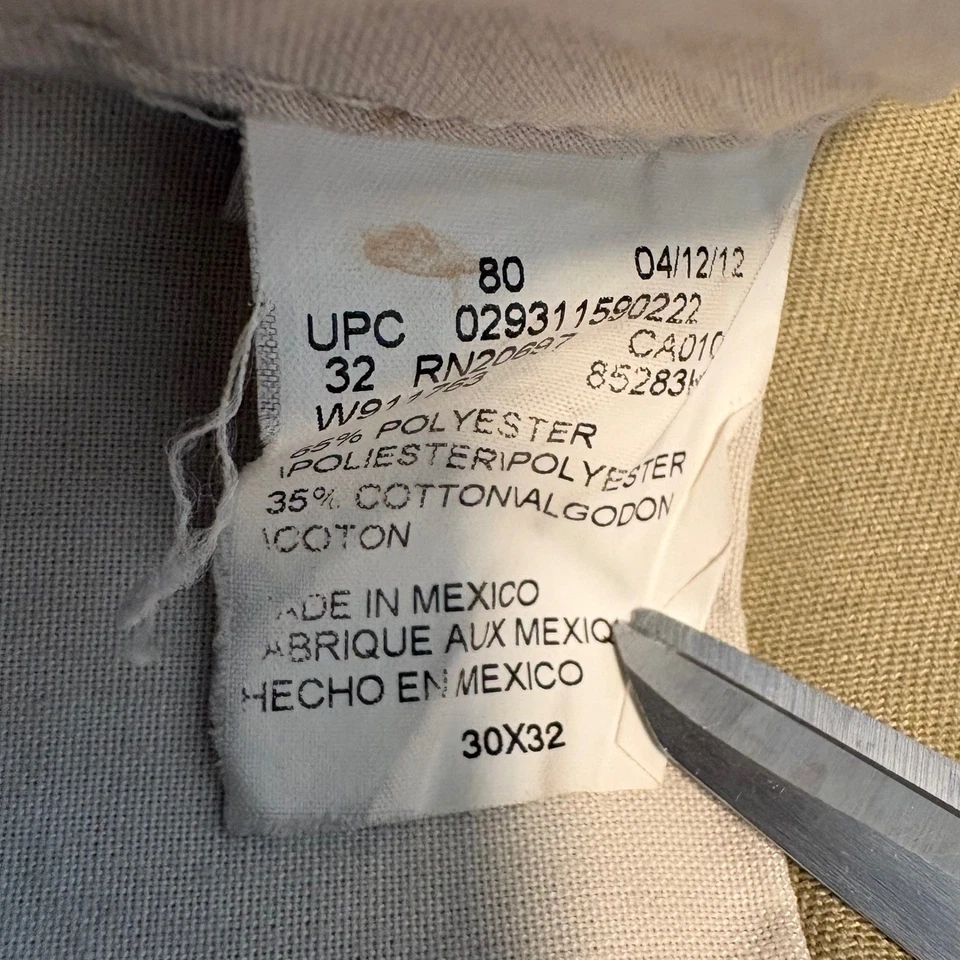 80 04/12/12
UPC 029311590222
32 RN20697 CA010
W911763 85283
65% POLYESTER
\POLIESTER\POLYESTER
35% COTTON\ALGODON
\COTON
ADE IN MEXICO
ABRIQUE AUX MEXIQ
HECHO EN MEXICO
30X32